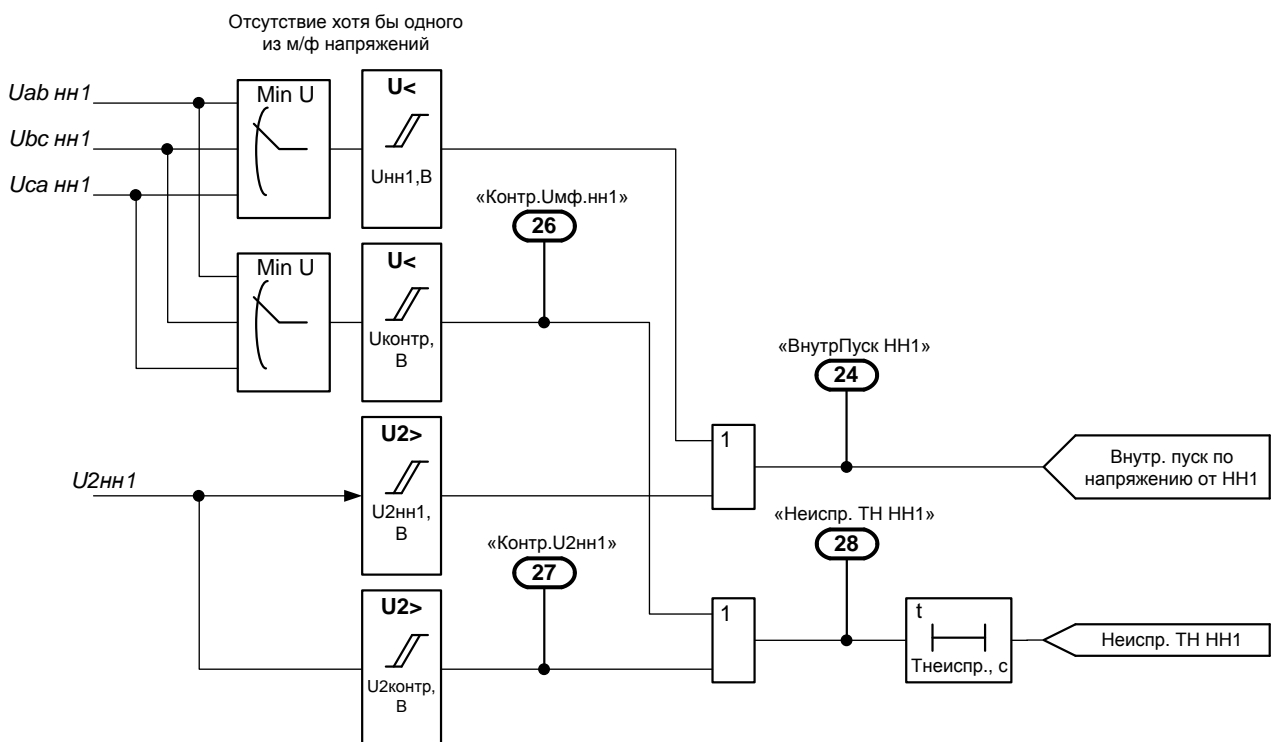 Отсутствие хотя бы одного
из м/ф напряжений
Uab нн1
Ubc нн1
Uca нн1
Min U
U<
Uнн1,В
«Контр.Uмф.нн1»
26
Min U
U<
Uконтр,
В
«ВнутрПуск НН1»
24
U2нн1
U2>
U2нн1,
В
1
Внутр. пуск по
напряжению от НН1
«Контр.U2нн1»
27
«Неиспр. ТН НН1»
28
U2>
U2контр,
В
1
t
Tнеиспр., с
Неиспр. ТН НН1